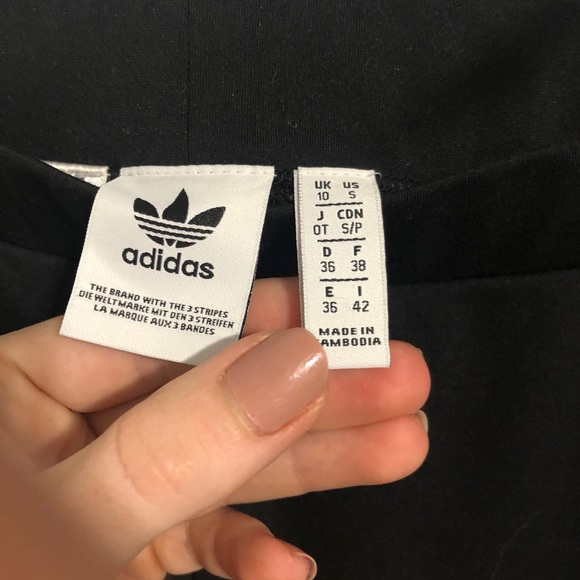 adidas
THE BRAND WITH THE 3 STRIPES
DIE WELTMARKE MIT DEN 3 STREIFEN
LA MARQUE AUX 3 BANDES
UK US
10 S
J CDN
OT S/P
D F
36 38
E I
36 42
MADE IN
AMBODIA